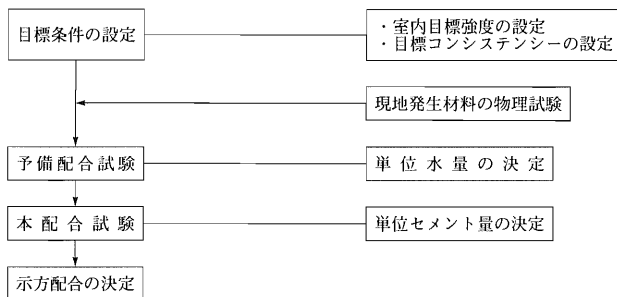 目標条件の設定
・室内目標強度の設定
・目標コンシステンシーの設定
現地発生材料の物理試験
予備配合試験
単位水量の決定
本配合試験
単位セメント量の決定
示方配合の決定